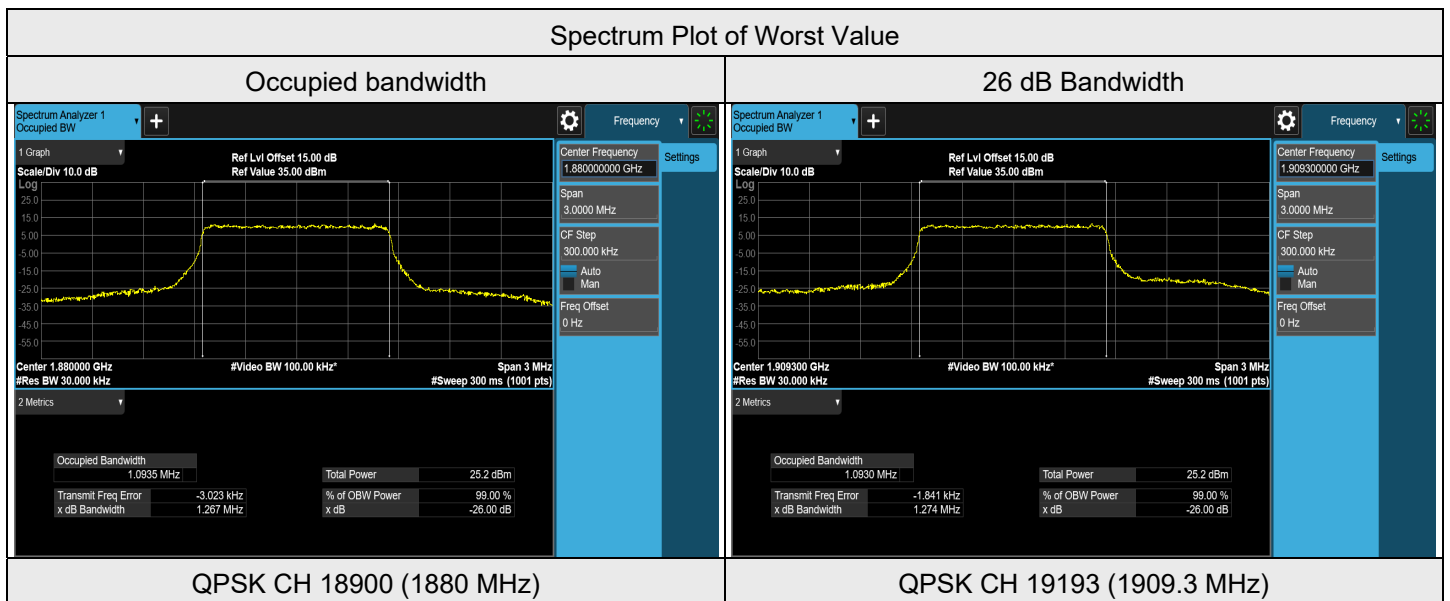 Spectrum Plot of Worst Value
Occupied bandwidth
26 dB Bandwidth
Spectrum Analyzer 1
Occupied BW
+
Frequency
1 Graph
Scale/Div 10.0 dB
Ref Lvl Offset 15.00 dB
Ref Value 35.00 dBm
Log
25.0
15.0
5.00
-5.00
-15.0
-25.0
-35.0
-45.0
-55.0
Center 1.880000 GHz
#Res BW 30.000 kHz
#Video BW 100.00 kHz*
Span 3 MHz
#Sweep 300 ms (1001 pts)
Center Frequency
1.880000000 GHz
Settings
Span
3.0000 MHz
CF Step
300.000 kHz
Auto
Man
Freq Offset
0 Hz
2 Metrics
Occupied Bandwidth
1.0935 MHz
Transmit Freq Error -3.023 kHz
x dB Bandwidth 1.267 MHz
Total Power 25.2 dBm
% of OBW Power 99.00 %
x dB -26.00 dB
Spectrum Analyzer 1
Occupied BW
+
Frequency
1 Graph
Scale/Div 10.0 dB
Ref Lvl Offset 15.00 dB
Ref Value 35.00 dBm
Log
25.0
15.0
5.00
-5.00
-15.0
-25.0
-35.0
-45.0
-55.0
Center 1.909300 GHz
#Res BW 30.000 kHz
#Video BW 100.00 kHz*
Span 3 MHz
#Sweep 300 ms (1001 pts)
Center Frequency
1.909300000 GHz
Settings
Span
3.0000 MHz
CF Step
300.000 kHz
Auto
Man
Freq Offset
0 Hz
2 Metrics
Occupied Bandwidth
1.0930 MHz
Transmit Freq Error -1.841 kHz
x dB Bandwidth 1.274 MHz
Total Power 25.2 dBm
% of OBW Power 99.00 %
x dB -26.00 dB
QPSK CH 18900 (1880 MHz)
QPSK CH 19193 (1909.3 MHz)